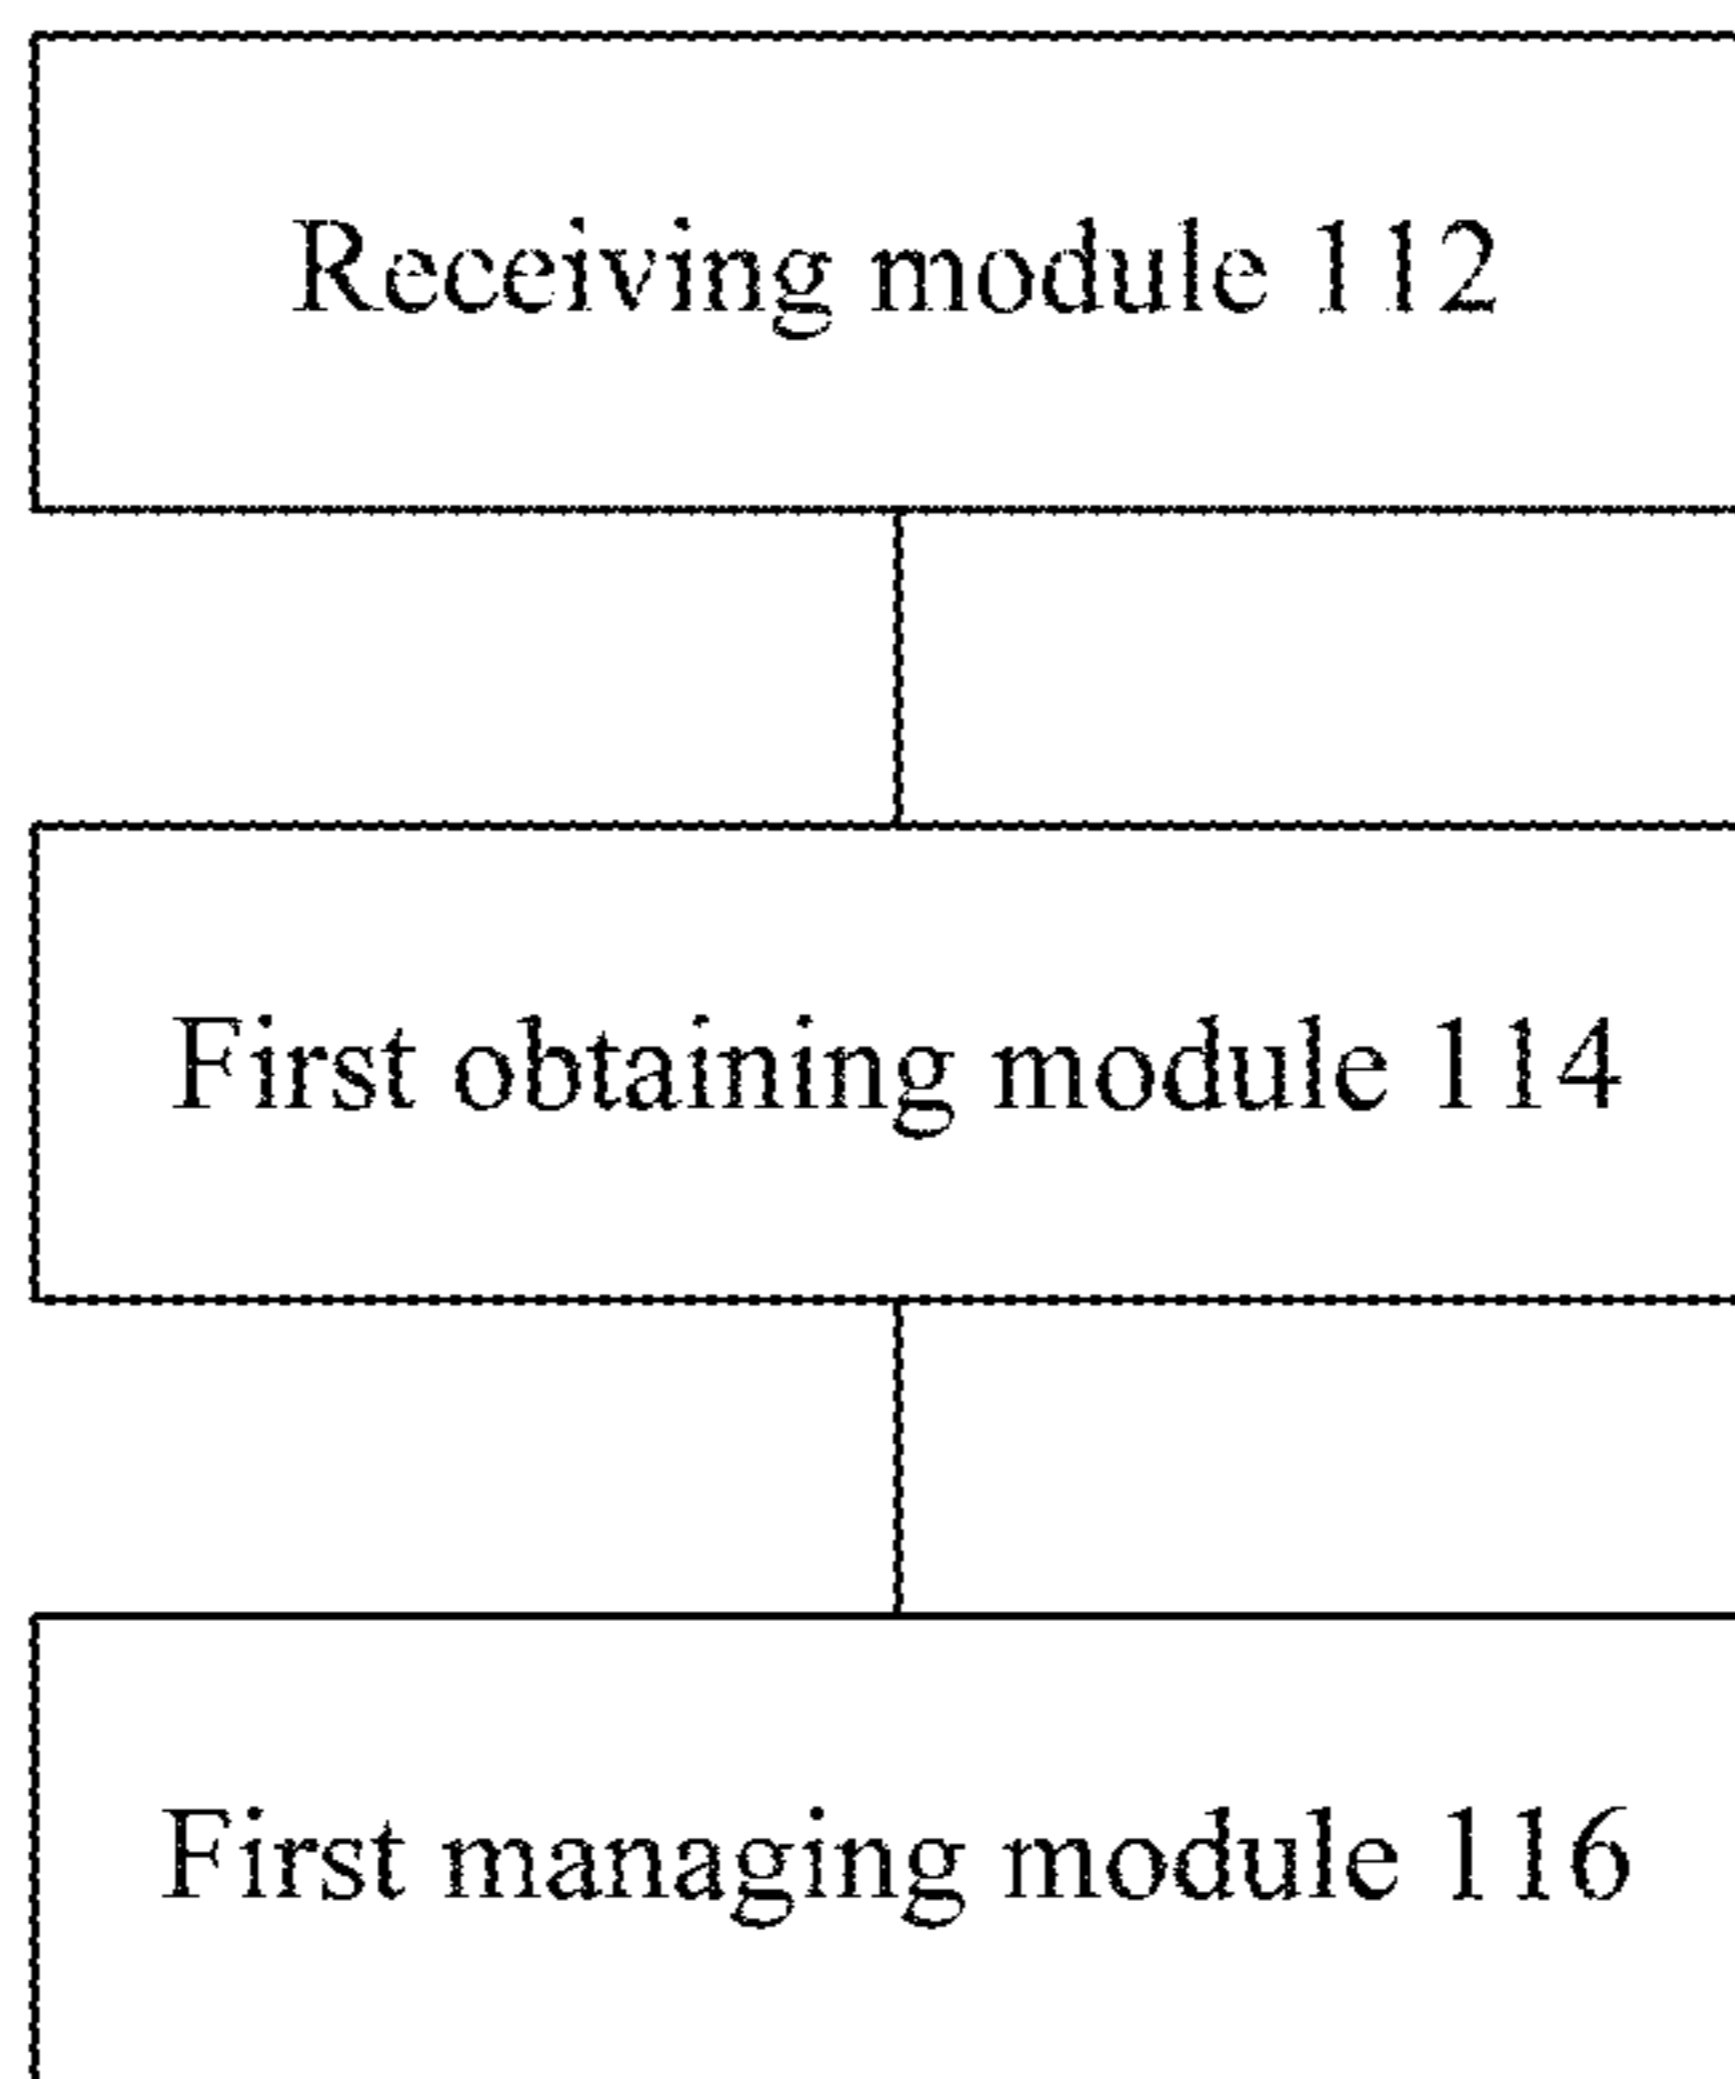 Receiving module 112
First obtaining module 114
First managing module 116